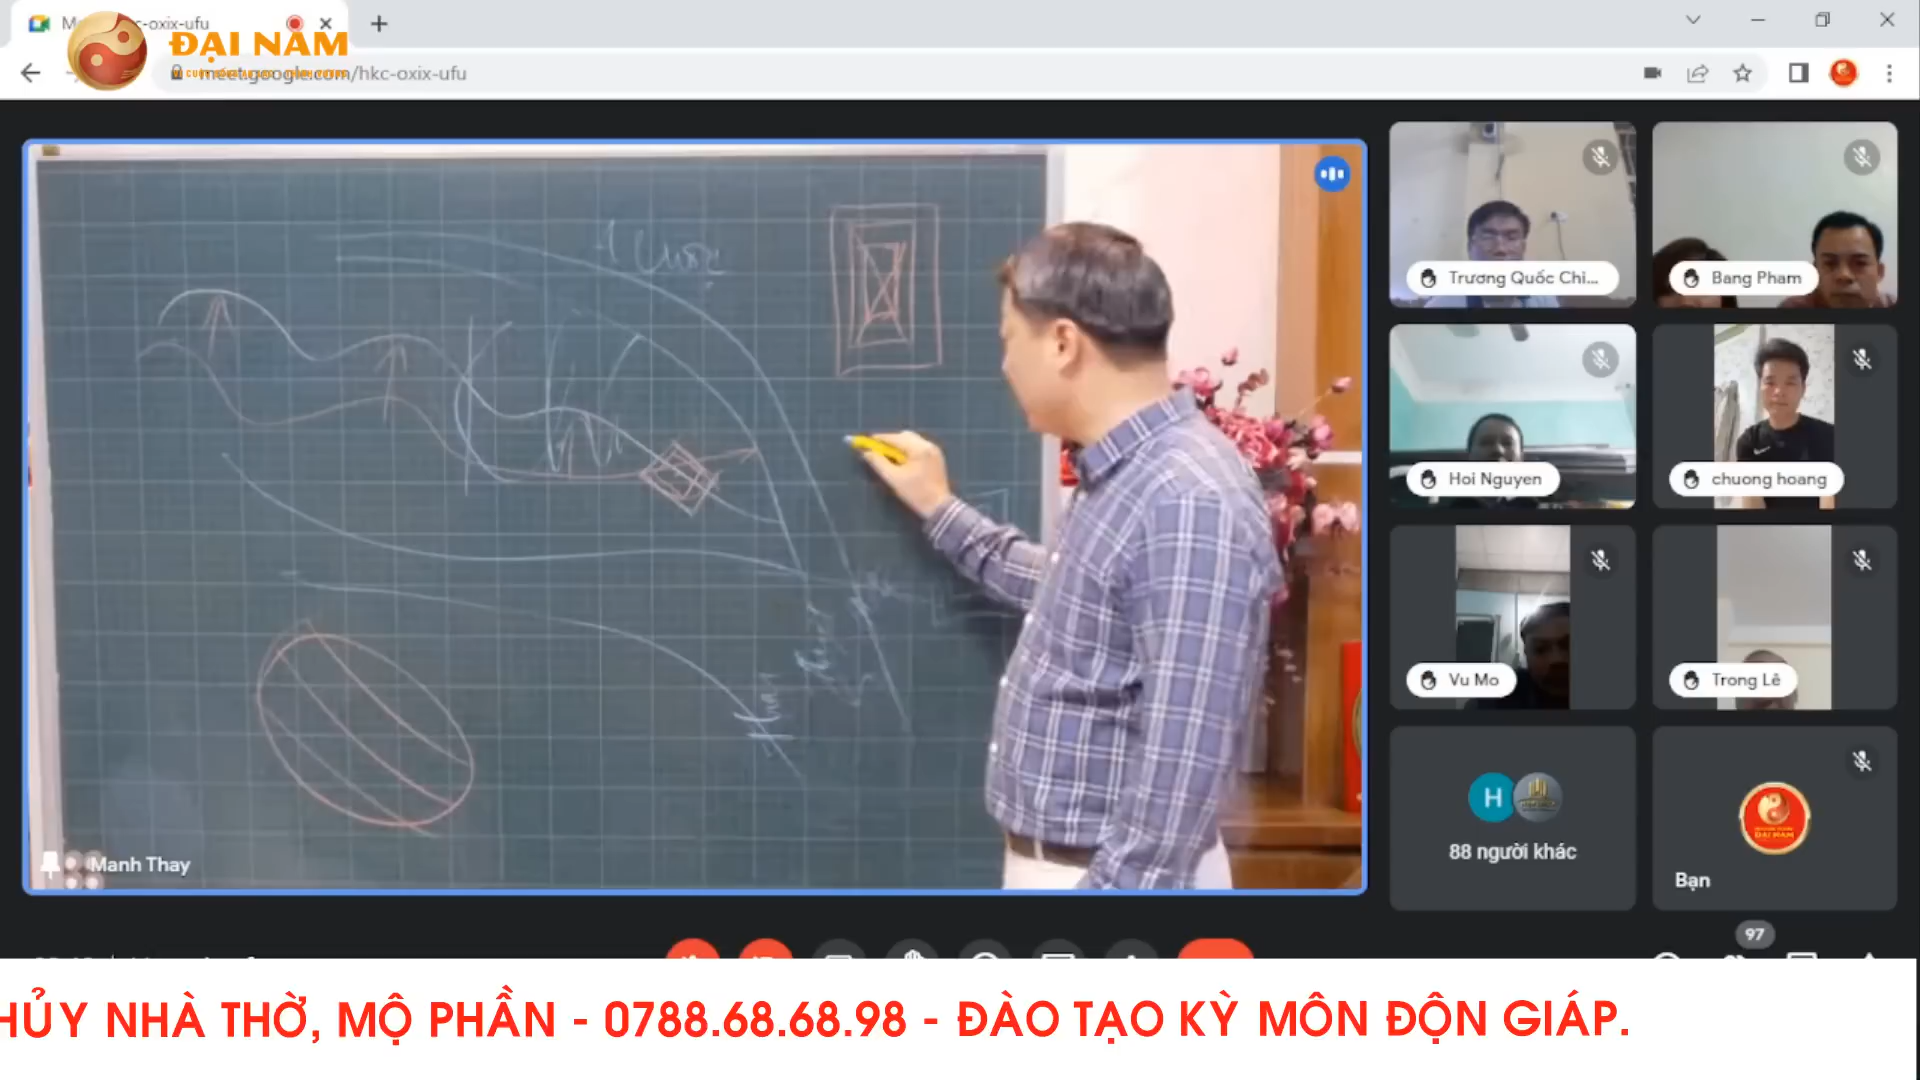 c-oxix-ufu
ĐẠI NAM
meet.google.com/hkc-oxix-ufu
Trương Quốc Chi...
Bang Pham
Hoi Nguyen
chuong hoang
Vu Mo
Trong Lê
H
88 người khác
Bạn
Manh Thay
97
HỦY NHÀ THỜ, MỘ PHẦN - 0788.68.68.98 - ĐÀO TẠO KỲ MÔN ĐỘN GIÁP.